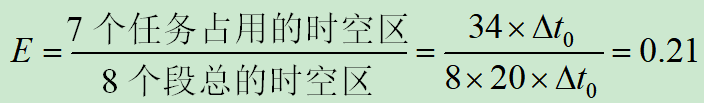 E = 7 个任务占用的时空区 / 8 个段总的时空区 = 34×Δt₀ / 8×20×Δt₀ = 0.21